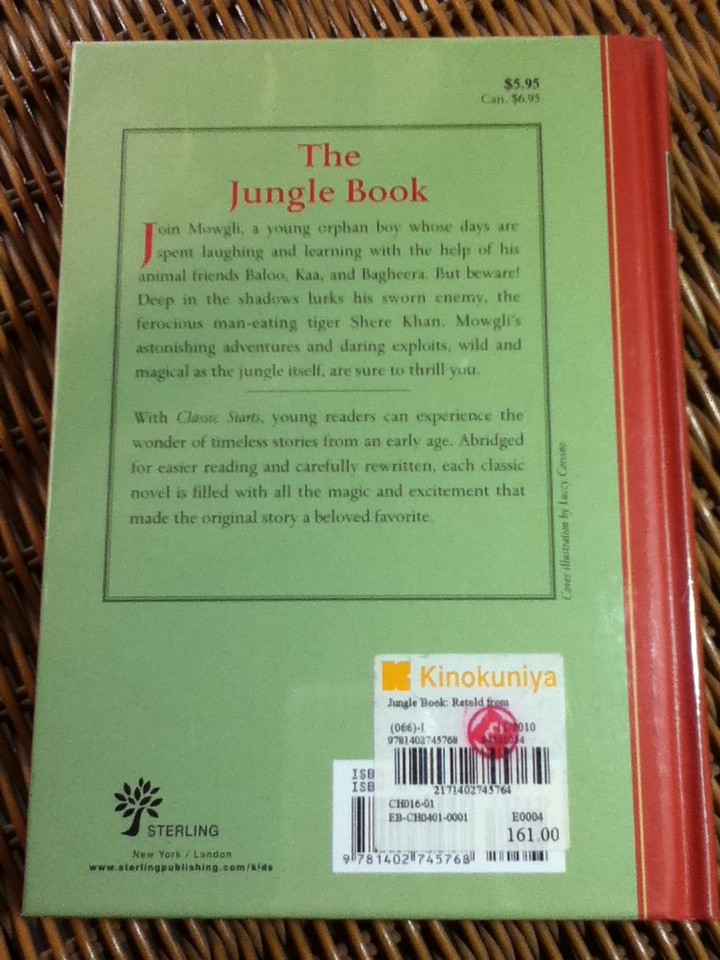 $5.95
Can. $6.95
The
Jungle Book
Join Mowgli, a young orphan boy whose days are
spent laughing and learning with the help of his
animal friends Baloo, Kaa, and Bagheera. But beware!
Deep in the shadows lurks his sworn enemy, the
ferocious man-eating tiger Shere Khan. Mowgli's
astonishing adventures and daring exploits, wild and
magical as the jungle itself, are sure to thrill you.
With Classic Starts, young readers can experience the
wonder of timeless stories from an early age. Abridged
for easier reading and carefully rewritten, each classic
novel is filled with all the magic and excitement that
made the original story a beloved favorite.
Cover illustration by Lucy Corvino
Kinokuniya
Jungle Book: Retold from
(066)-I
9781402745768
2171402745764
CH016-01
EB-CH0401-0001 E0004
161.00
ISB
ISB
9 781402 745768
STERLING
New York / London
www.sterlingpublishing.com/kids